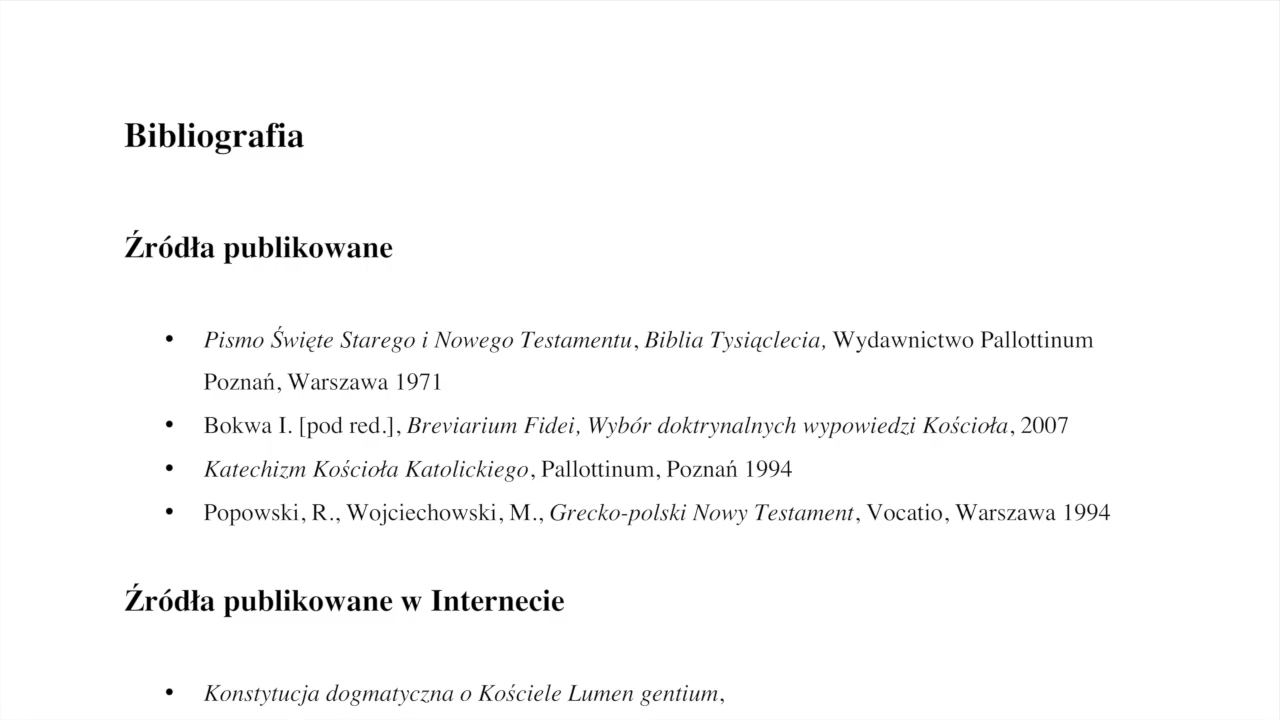 Bibliografia
Źródła publikowane
• Pismo Święte Starego i Nowego Testamentu, Biblia Tysiąclecia, Wydawnictwo Pallottinum
Poznań, Warszawa 1971
• Bokwa I. [pod red.], Breviarium Fidei, Wybór doktrynalnych wypowiedzi Kościoła, 2007
• Katechizm Kościoła Katolickiego, Pallottinum, Poznań 1994
• Popowski, R., Wojciechowski, M., Grecko-polski Nowy Testament, Vocatio, Warszawa 1994
Źródła publikowane w Internecie
• Konstytucja dogmatyczna o Kościele Lumen gentium,